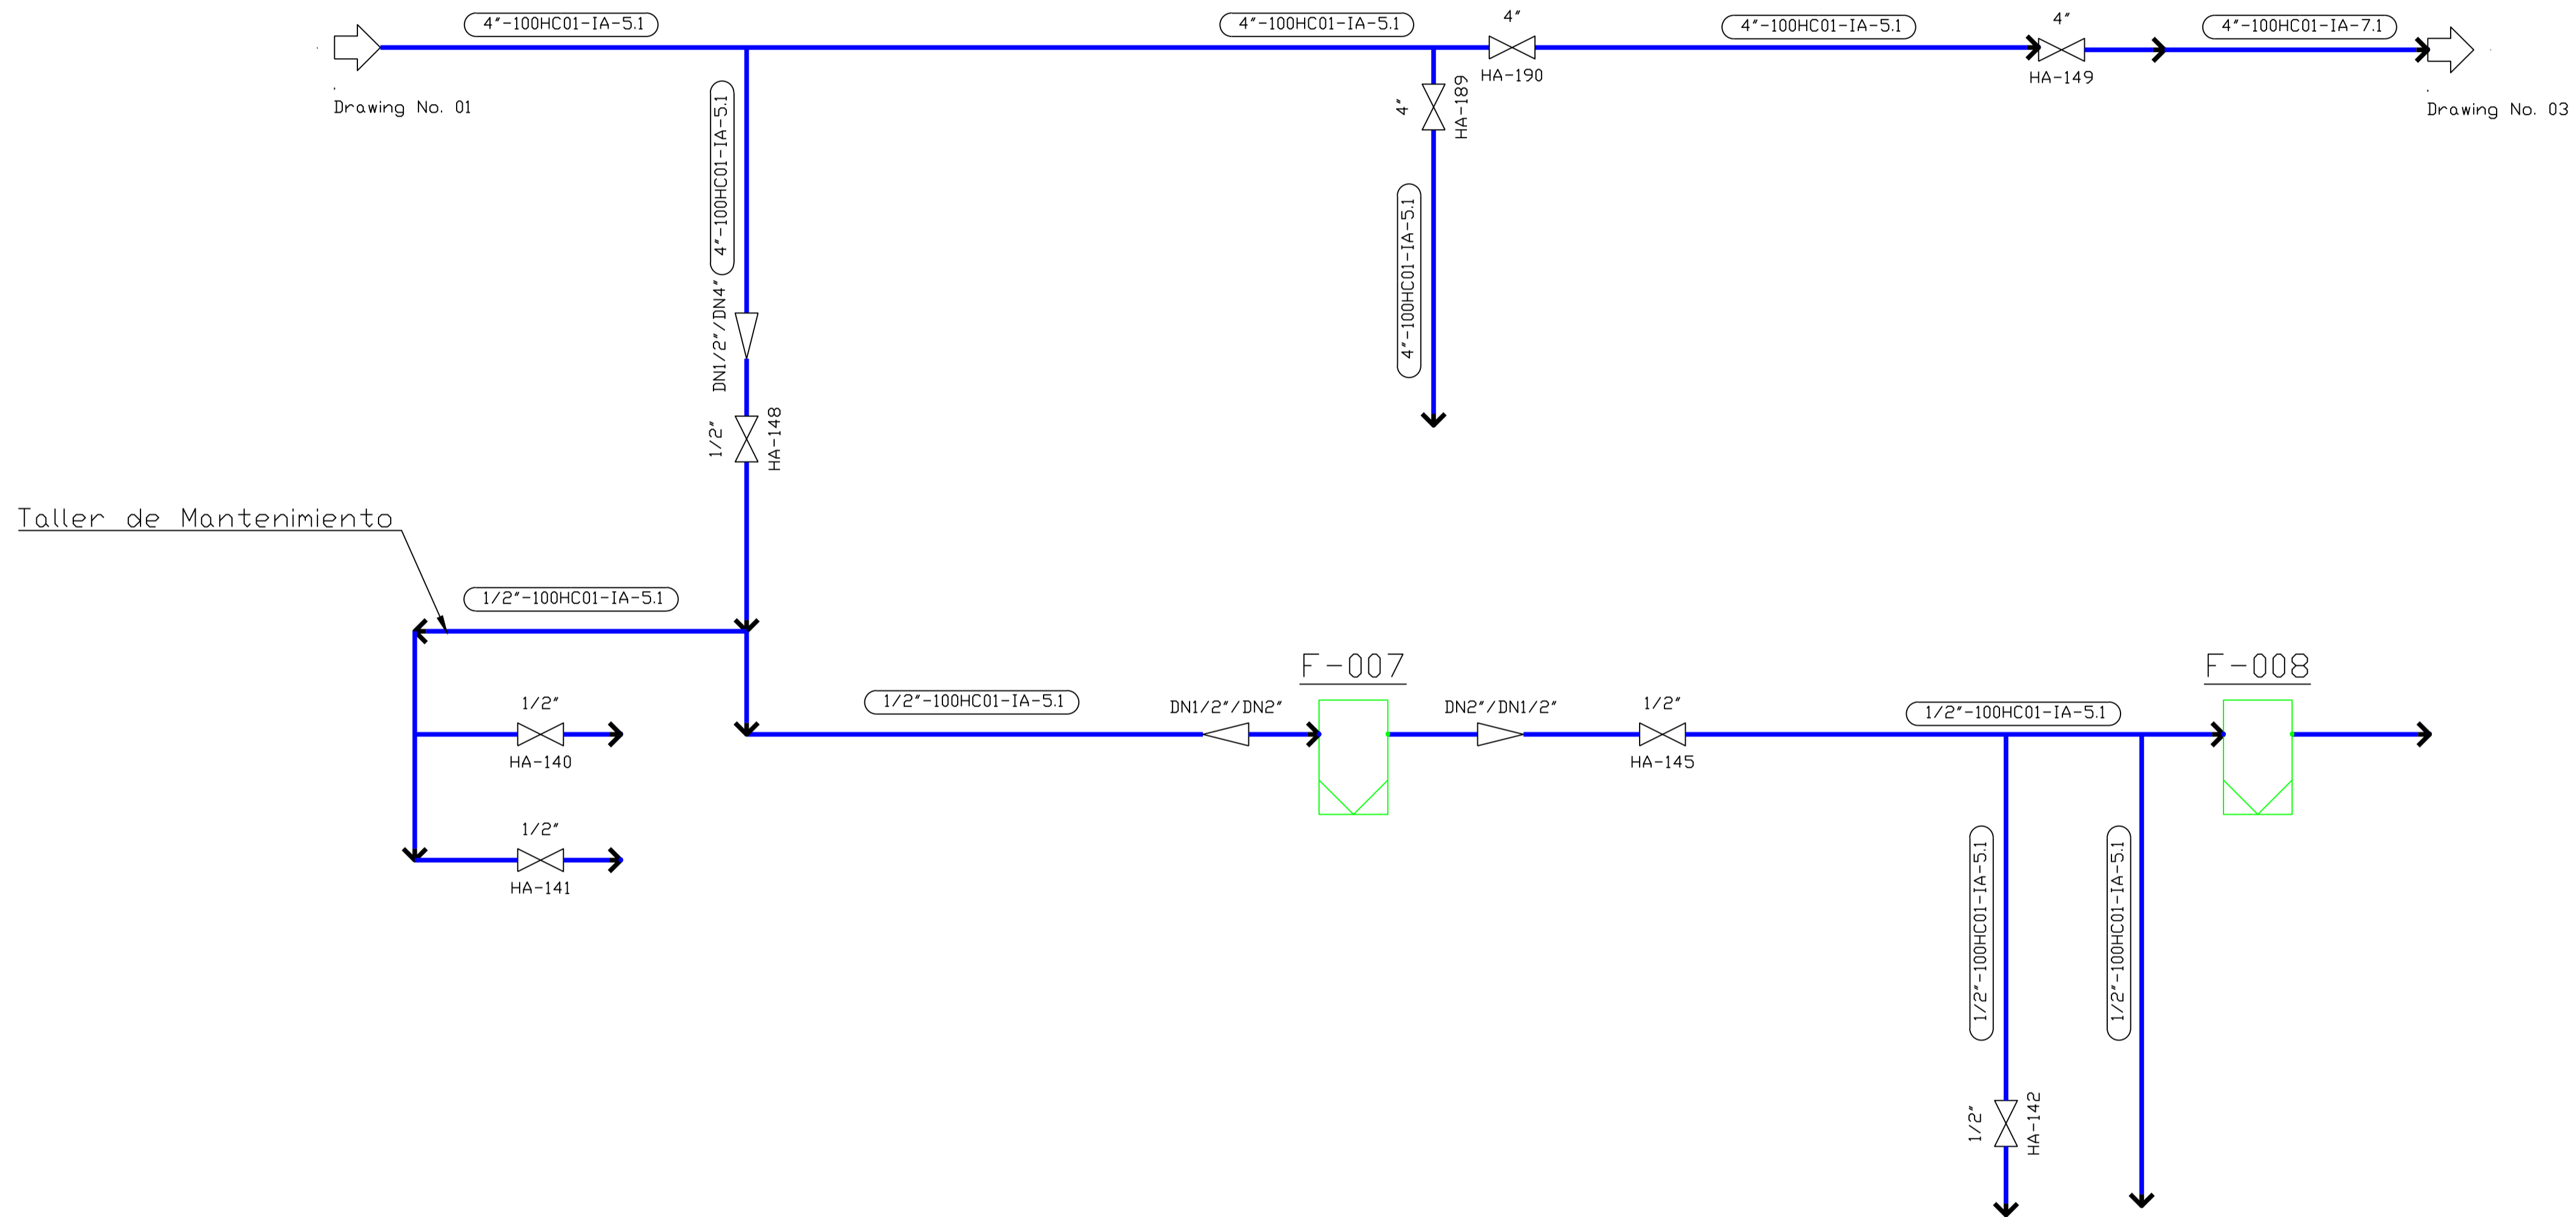 4"-100HC01-IA-5.1
4"-100HC01-IA-5.1
4"
HA-190
4"-100HC01-IA-5.1
4"
HA-149
4"-100HC01-IA-7.1
Drawing No. 01
Drawing No. 03
4"-100HC01-IA-5.1
4"
HA-189
4"-100HC01-IA-5.1
DN1/2"/DN4"
1/2"
HA-148
Taller de Mantenimiento
1/2"-100HC01-IA-5.1
1/2"
HA-140
1/2"
HA-141
1/2"-100HC01-IA-5.1
DN1/2"/DN2"
F-007
DN2"/DN1/2"
1/2"
HA-145
1/2"-100HC01-IA-5.1
F-008
1/2"-100HC01-IA-5.1
1/2"-100HC01-IA-5.1
1/2"
HA-142